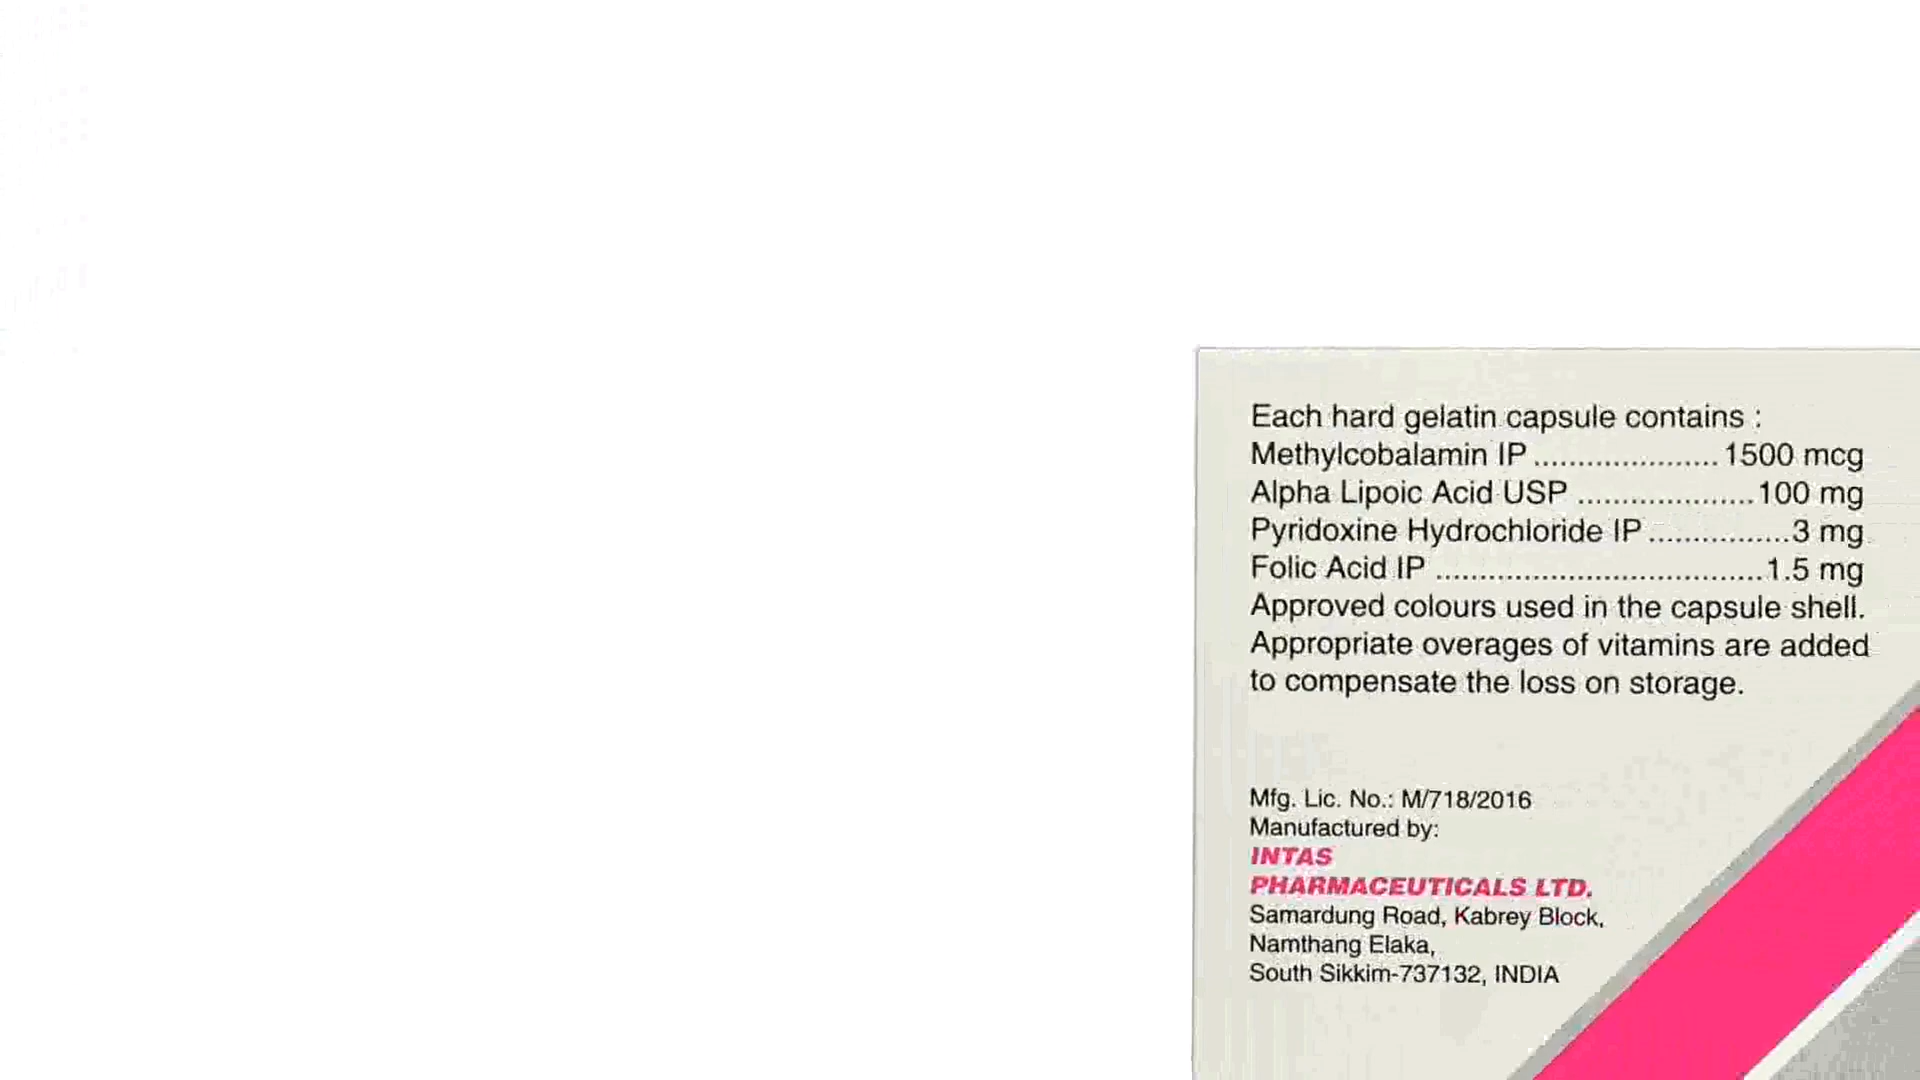 Each hard gelatin capsule contains :
Methylcobalamin IP ..................... 1500 mcg
Alpha Lipoic Acid USP .................... 100 mg
Pyridoxine Hydrochloride IP ................ 3 mg
Folic Acid IP ..................................... 1.5 mg
Approved colours used in the capsule shell.
Appropriate overages of vitamins are added
to compensate the loss on storage.
Mfg. Lic. No.: M/718/2016
Manufactured by:
INTAS
PHARMACEUTICALS LTD.
Samardung Road, Kabrey Block,
Namthang Elaka,
South Sikkim-737132, INDIA